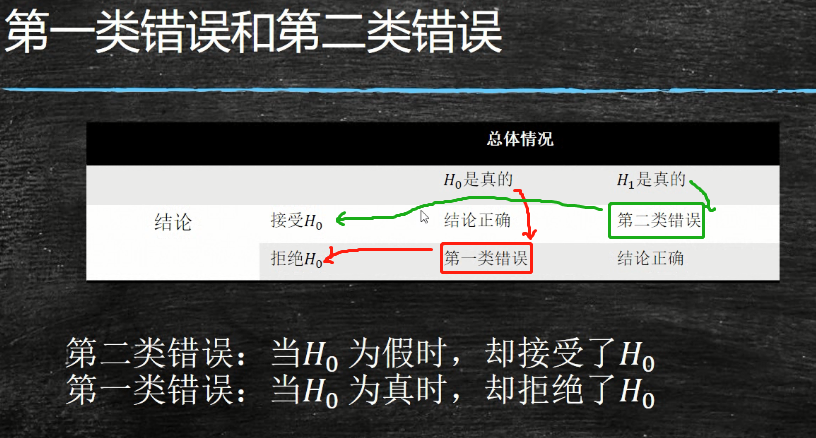 第一类错误和第二类错误
总体情况
H₀是真的 H₁是真的
结论 接受H₀ 结论正确 第二类错误
拒绝H₀ 第一类错误 结论正确
第二类错误：当H₀ 为假时，却接受了H₀
第一类错误：当H₀ 为真时，却拒绝了H₀